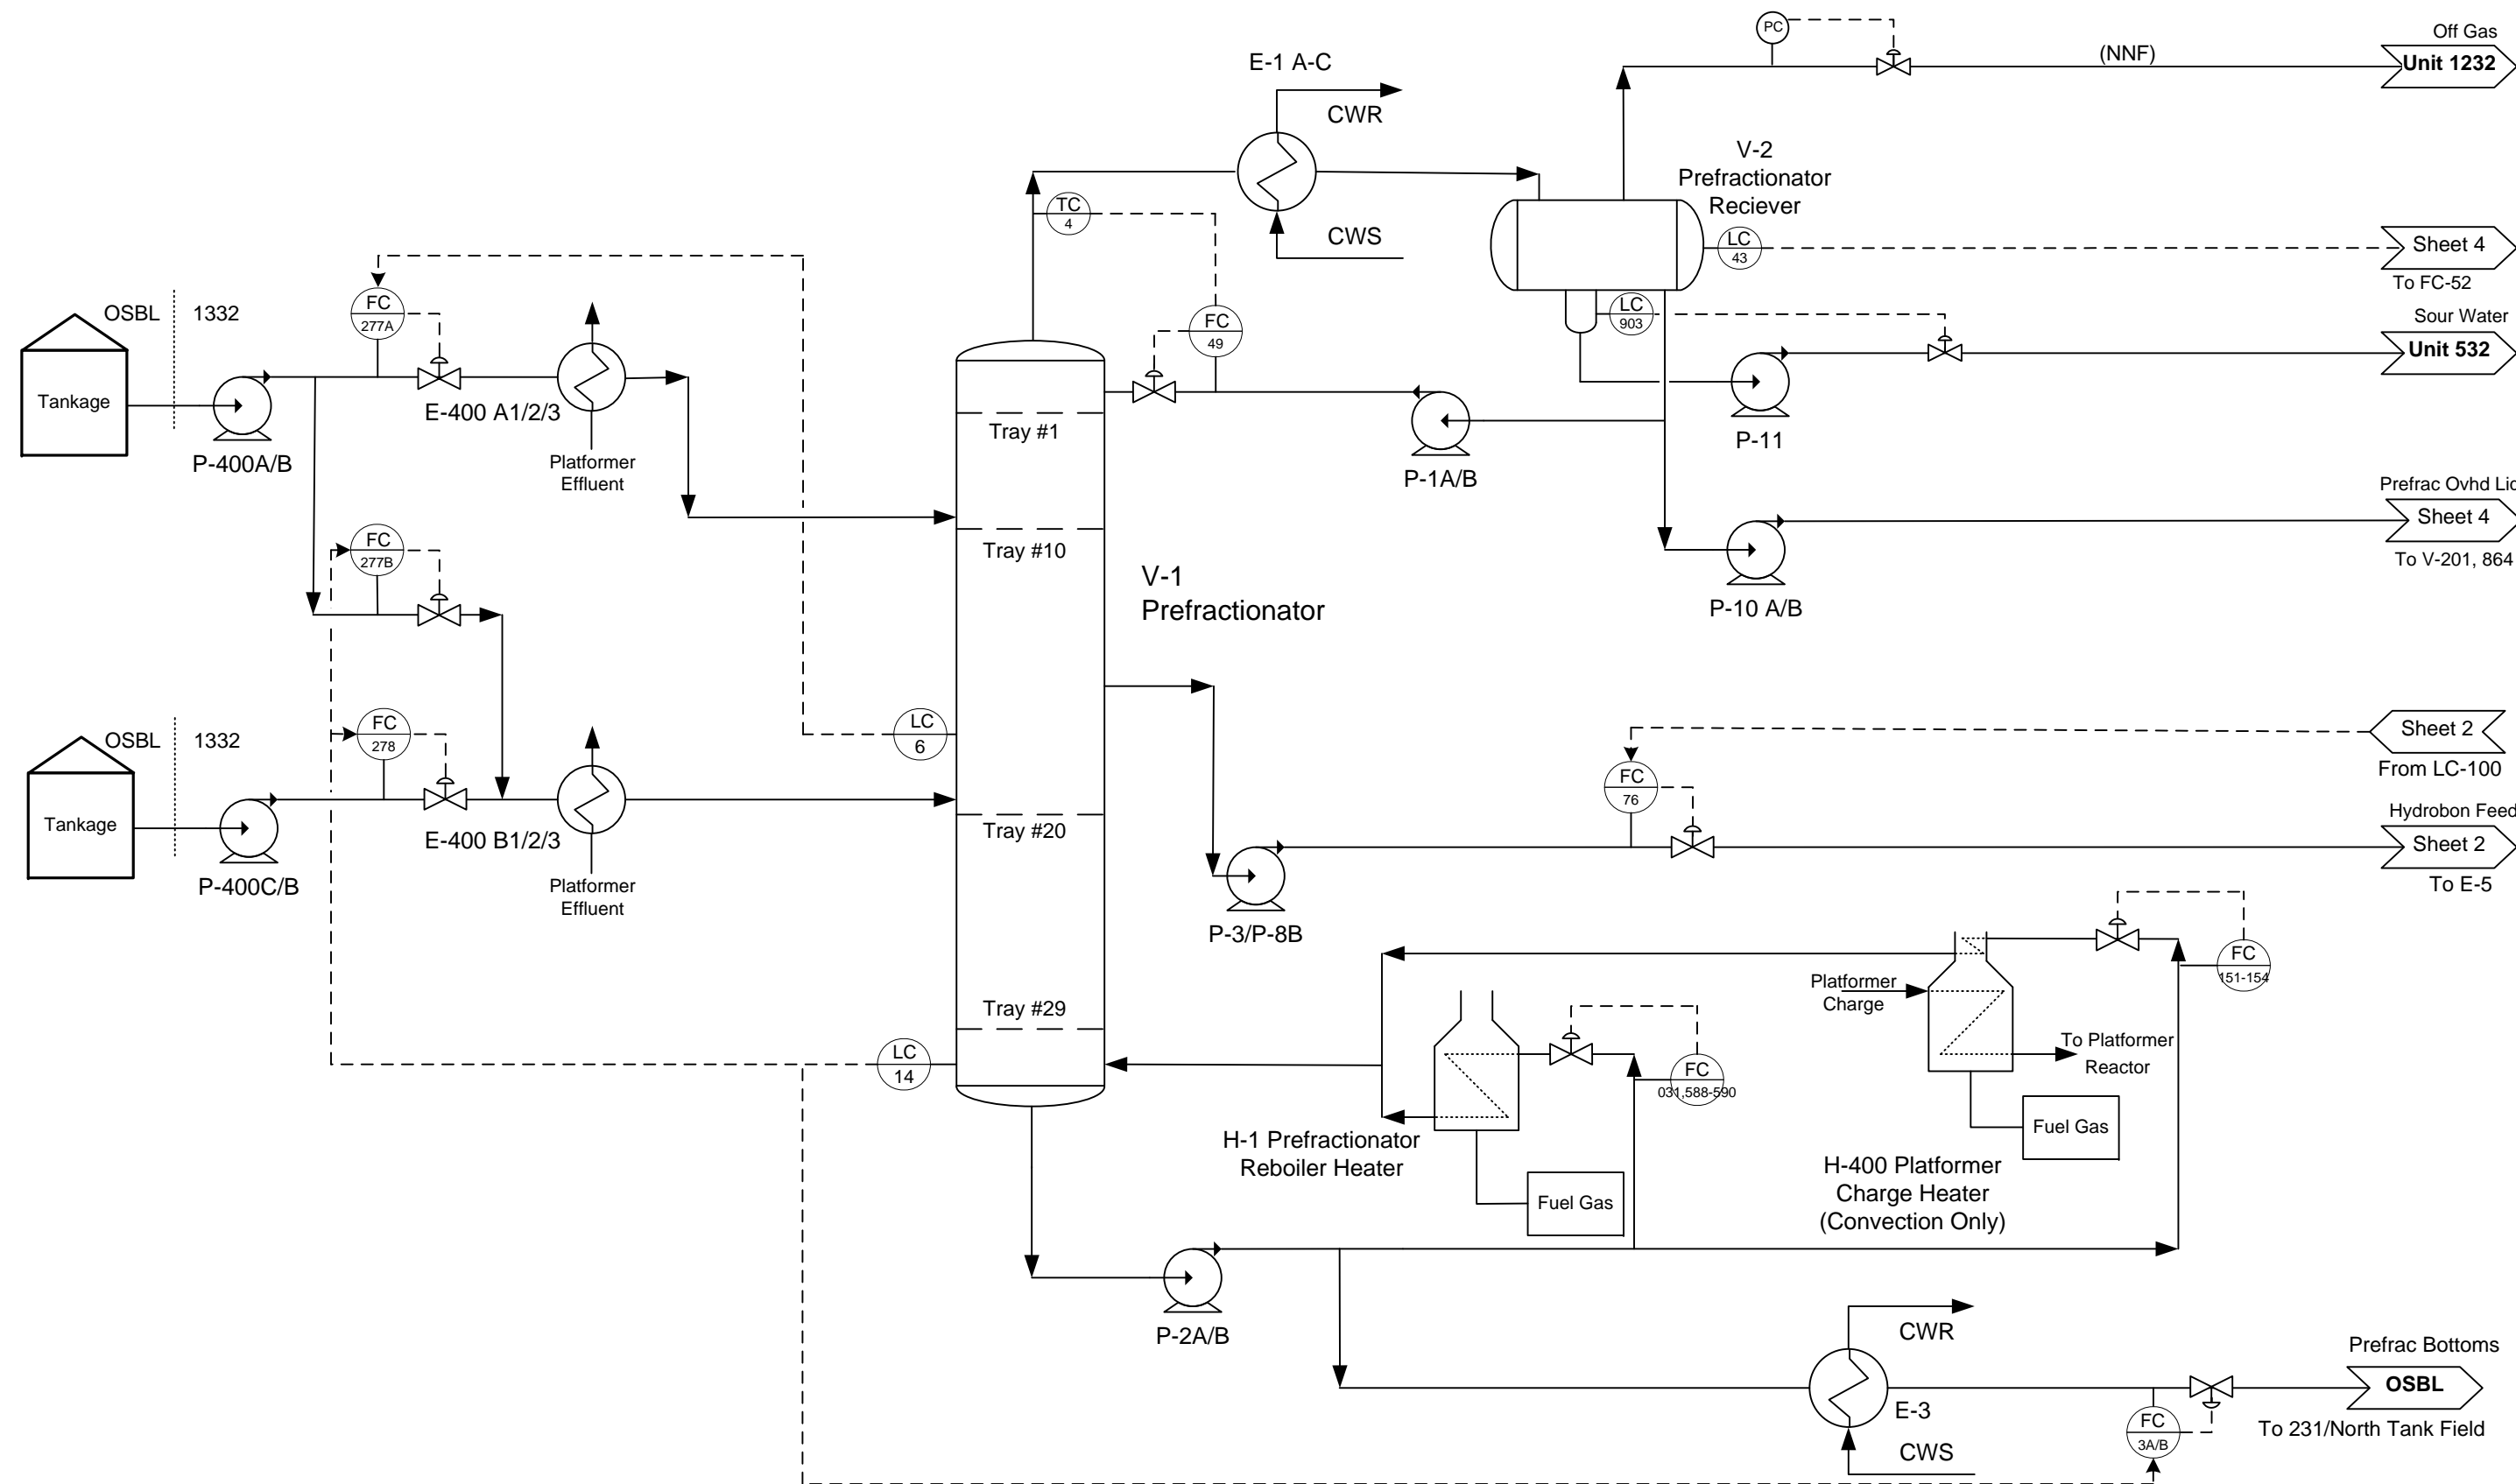 PC
(NNF)
Off Gas
Unit 1232
E-1 A-C
CWR
CWS
V-2
Prefractionator
Reciever
TC
4
LC
43
Sheet 4
To FC-52
OSBL
1332
FC
277A
FC
49
LC
903
Sour Water
Unit 532
Tankage
P-400A/B
E-400 A1/2/3
Platformer
Effluent
Tray #1
P-1A/B
P-11
Prefrac Ovhd Liq
Sheet 4
To V-201, 864
FC
277B
Tray #10
V-1
Prefractionator
P-10 A/B
OSBL
1332
FC
278
LC
6
Sheet 2
From LC-100
FC
76
Tankage
P-400C/B
E-400 B1/2/3
Platformer
Effluent
Tray #20
Hydrobon Feed
Sheet 2
To E-5
P-3/P-8B
FC
151-154
Platformer
Charge
To Platformer
Reactor
Tray #29
LC
14
FC
031,588-590
H-1 Prefractionator
Reboiler Heater
Fuel Gas
Fuel Gas
H-400 Platformer
Charge Heater
(Convection Only)
P-2A/B
CWR
E-3
CWS
Prefrac Bottoms
OSBL
To 231/North Tank Field
FC
3A/B